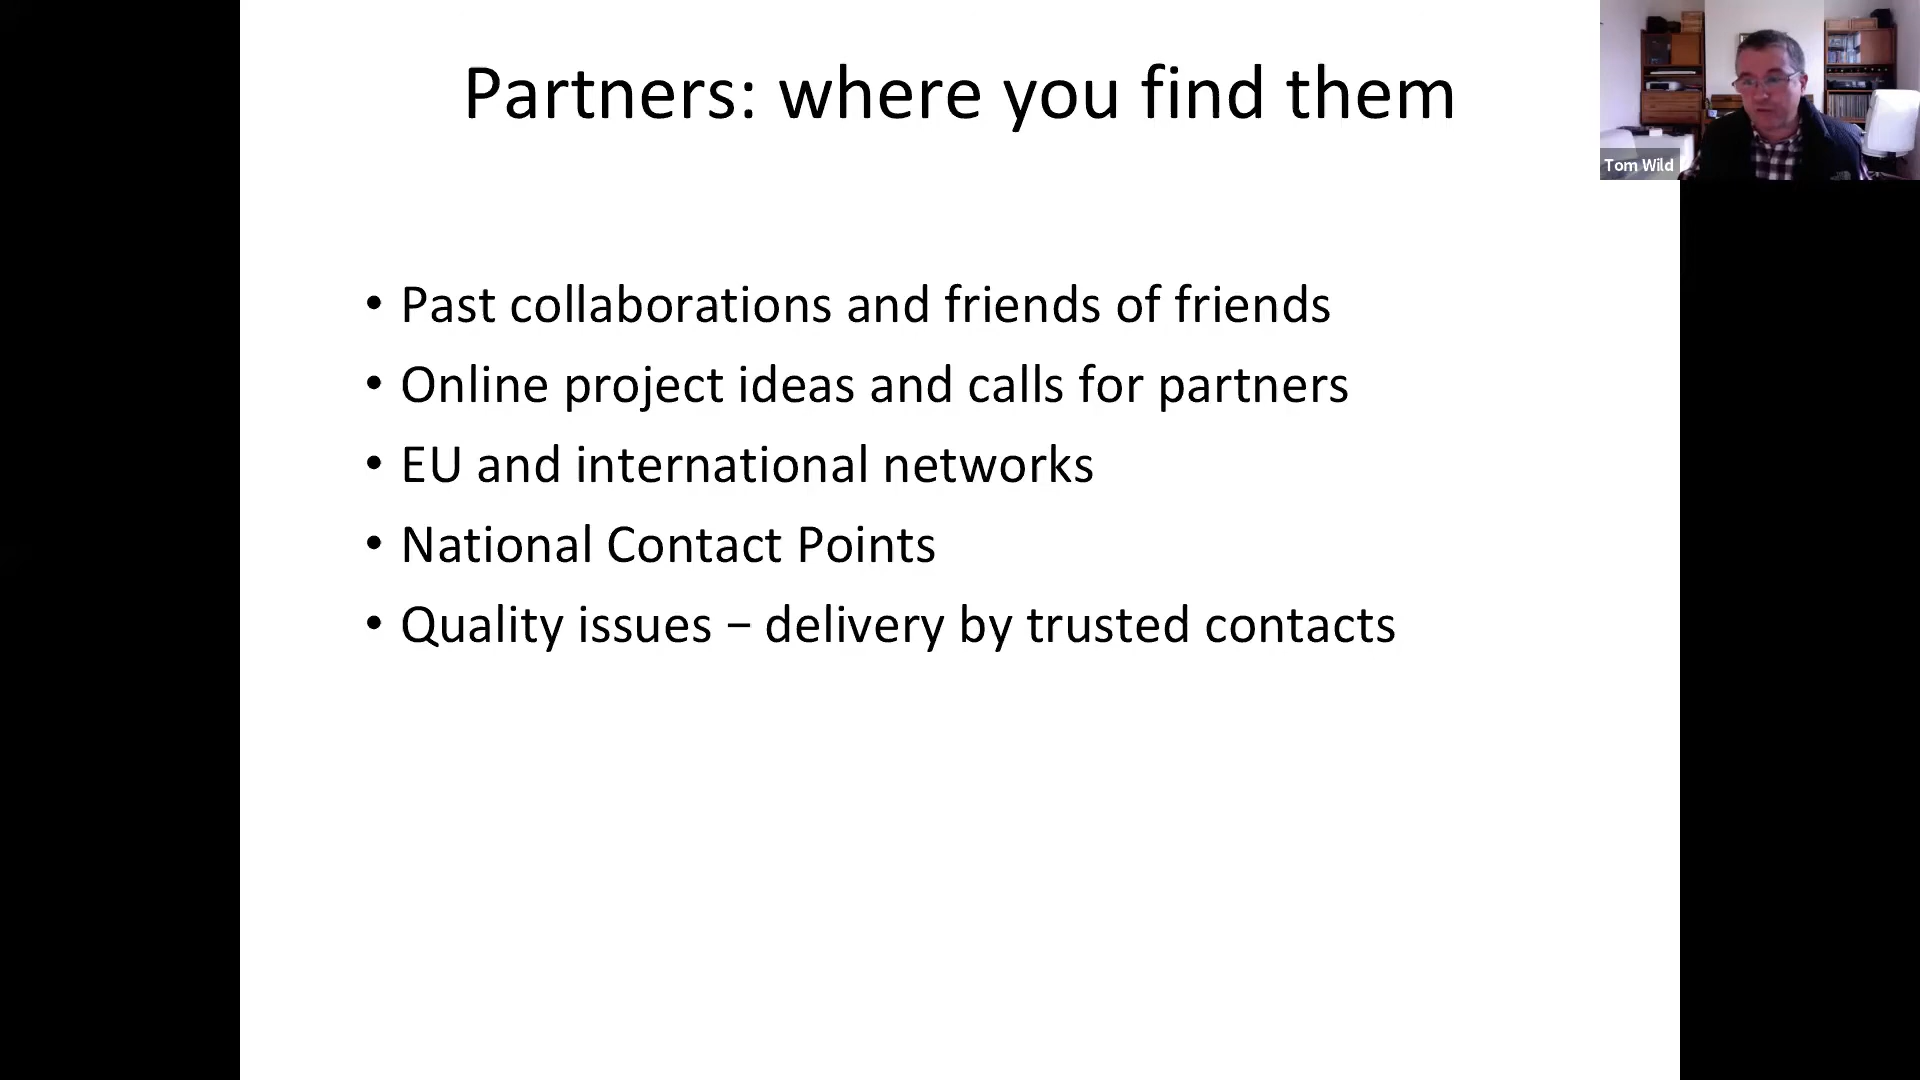 Partners: where you find them
Tom Wild
• Past collaborations and friends of friends
• Online project ideas and calls for partners
• EU and international networks
• National Contact Points
• Quality issues – delivery by trusted contacts